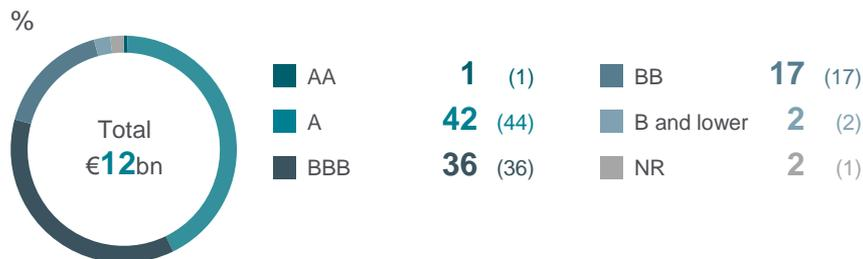 %
Total
€12bn
AA 1 (1)
A 42 (44)
BBB 36 (36)
BB 17 (17)
B and lower 2 (2)
NR 2 (1)